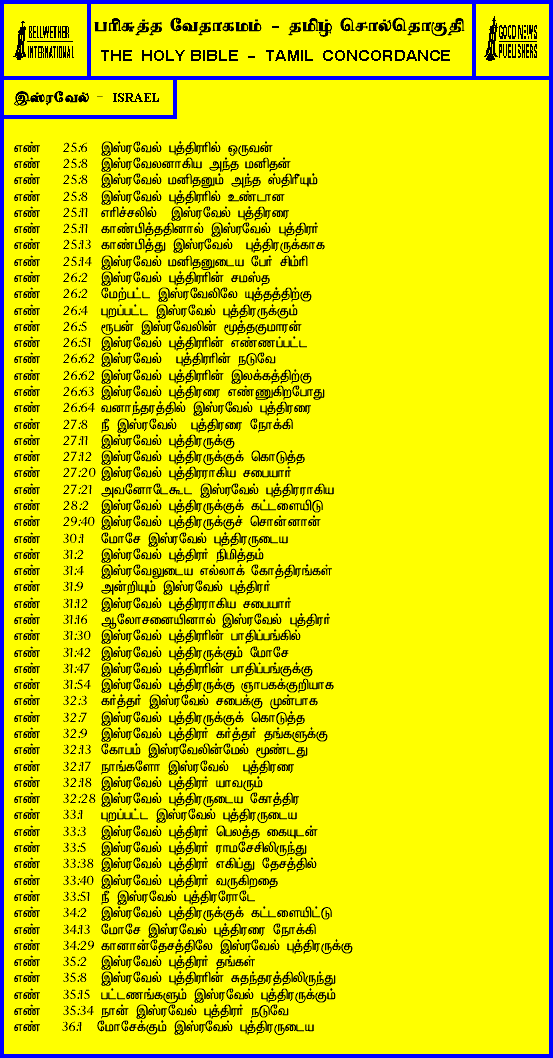 BELLWETHER
INTERNATIONAL
பரிசுத்த வேதாகமம் - தமிழ் சொல்தொகுதி
THE HOLY BIBLE - TAMIL CONCORDANCE
GOOD NEWS
PUBLISHERS
இஸ்ரவேல் - ISRAEL
எண் 25:6 இஸ்ரவேல் புத்திரரில் ஒருவன்
எண் 25:8 இஸ்ரவேலனாகிய அந்த மனிதன்
எண் 25:8 இஸ்ரவேல் மனிதனும் அந்த ஸ்திரீயும்
எண் 25:8 இஸ்ரவேல் புத்திரரில் உண்டான
எண் 25:11 எரிச்சலில் இஸ்ரவேல் புத்திரரை
எண் 25:11 காண்பித்ததினால் இஸ்ரவேல் புத்திரர்
எண் 25:13 காண்பித்து இஸ்ரவேல் புத்திரருக்காக
எண் 25:14 இஸ்ரவேல் மனிதனுடைய பேர் சிம்ரி
எண் 26:2 இஸ்ரவேல் புத்திரரின் சமஸ்த
எண் 26:2 மேற்பட்ட இஸ்ரவேலிலே யுத்தத்திற்கு
எண் 26:4 புறப்பட்ட இஸ்ரவேல் புத்திரருக்கும்
எண் 26:5 ரூபன் இஸ்ரவேலின் மூத்தகுமாரன்
எண் 26:51 இஸ்ரவேல் புத்திரரின் எண்ணப்பட்ட
எண் 26:62 இஸ்ரவேல் புத்திரரின் நடுவே
எண் 26:62 இஸ்ரவேல் புத்திரரின் இலக்கத்திற்கு
எண் 26:63 இஸ்ரவேல் புத்திரரை எண்ணுகிறபோது
எண் 26:64 வனாந்தரத்தில் இஸ்ரவேல் புத்திரரை
எண் 27:8 நீ இஸ்ரவேல் புத்திரரை நோக்கி
எண் 27:11 இஸ்ரவேல் புத்திரருக்கு
எண் 27:12 இஸ்ரவேல் புத்திரருக்குக் கொடுத்த
எண் 27:20 இஸ்ரவேல் புத்திரராகிய சபையார்
எண் 27:21 அவனோடேகூட இஸ்ரவேல் புத்திரராகிய
எண் 28:2 இஸ்ரவேல் புத்திரருக்குக் கட்டளையிடு
எண் 29:40 இஸ்ரவேல் புத்திரருக்குச் சொன்னான்
எண் 30:1 மோசே இஸ்ரவேல் புத்திரருடைய
எண் 31:2 இஸ்ரவேல் புத்திரர் நிமித்தம்
எண் 31:4 இஸ்ரவேலுடைய எல்லாக் கோத்திரங்கள்
எண் 31:9 அன்றியும் இஸ்ரவேல் புத்திரர்
எண் 31:12 இஸ்ரவேல் புத்திரராகிய சபையார்
எண் 31:16 ஆலோசனையினால் இஸ்ரவேல் புத்திரர்
எண் 31:30 இஸ்ரவேல் புத்திரரின் பாதிப்பங்கில்
எண் 31:42 இஸ்ரவேல் புத்திரருக்கும் மோசே
எண் 31:47 இஸ்ரவேல் புத்திரரின் பாதிப்பங்குக்கு
எண் 31:54 இஸ்ரவேல் புத்திரருக்கு ஞாபகக்குறியாக
எண் 32:3 கர்த்தர் இஸ்ரவேல் சபைக்கு முன்பாக
எண் 32:7 இஸ்ரவேல் புத்திரருக்குக் கொடுத்த
எண் 32:9 இஸ்ரவேல் புத்திரர் கர்த்தர் தங்களுக்கு
எண் 32:13 கோபம் இஸ்ரவேலின்மேல் மூண்டது
எண் 32:17 நாங்களோ இஸ்ரவேல் புத்திரரை
எண் 32:18 இஸ்ரவேல் புத்திரர் யாவரும்
எண் 32:28 இஸ்ரவேல் புத்திரருடைய கோத்திர
எண் 33:1 புறப்பட்ட இஸ்ரவேல் புத்திரருடைய
எண் 33:3 இஸ்ரவேல் புத்திரர் பெலத்த கையுடன்
எண் 33:5 இஸ்ரவேல் புத்திரர் ராமசேசிலிருந்து
எண் 33:38 இஸ்ரவேல் புத்திரர் எகிப்து தேசத்தில்
எண் 33:40 இஸ்ரவேல் புத்திரர் வருகிறதை
எண் 33:51 நீ இஸ்ரவேல் புத்திரரோடே
எண் 34:2 இஸ்ரவேல் புத்திரருக்குக் கட்டளையிட்டு
எண் 34:13 மோசே இஸ்ரவேல் புத்திரரை நோக்கி
எண் 34:29 கானான்தேசத்திலே இஸ்ரவேல் புத்திரருக்கு
எண் 35:2 இஸ்ரவேல் புத்திரர் தங்கள்
எண் 35:8 இஸ்ரவேல் புத்திரரின் சுதந்தரத்திலிருந்து
எண் 35:15 பட்டணங்களும் இஸ்ரவேல் புத்திரருக்கும்
எண் 35:34 நான் இஸ்ரவேல் புத்திரர் நடுவே
எண் 36:1 மோசேக்கும் இஸ்ரவேல் புத்திரருடைய